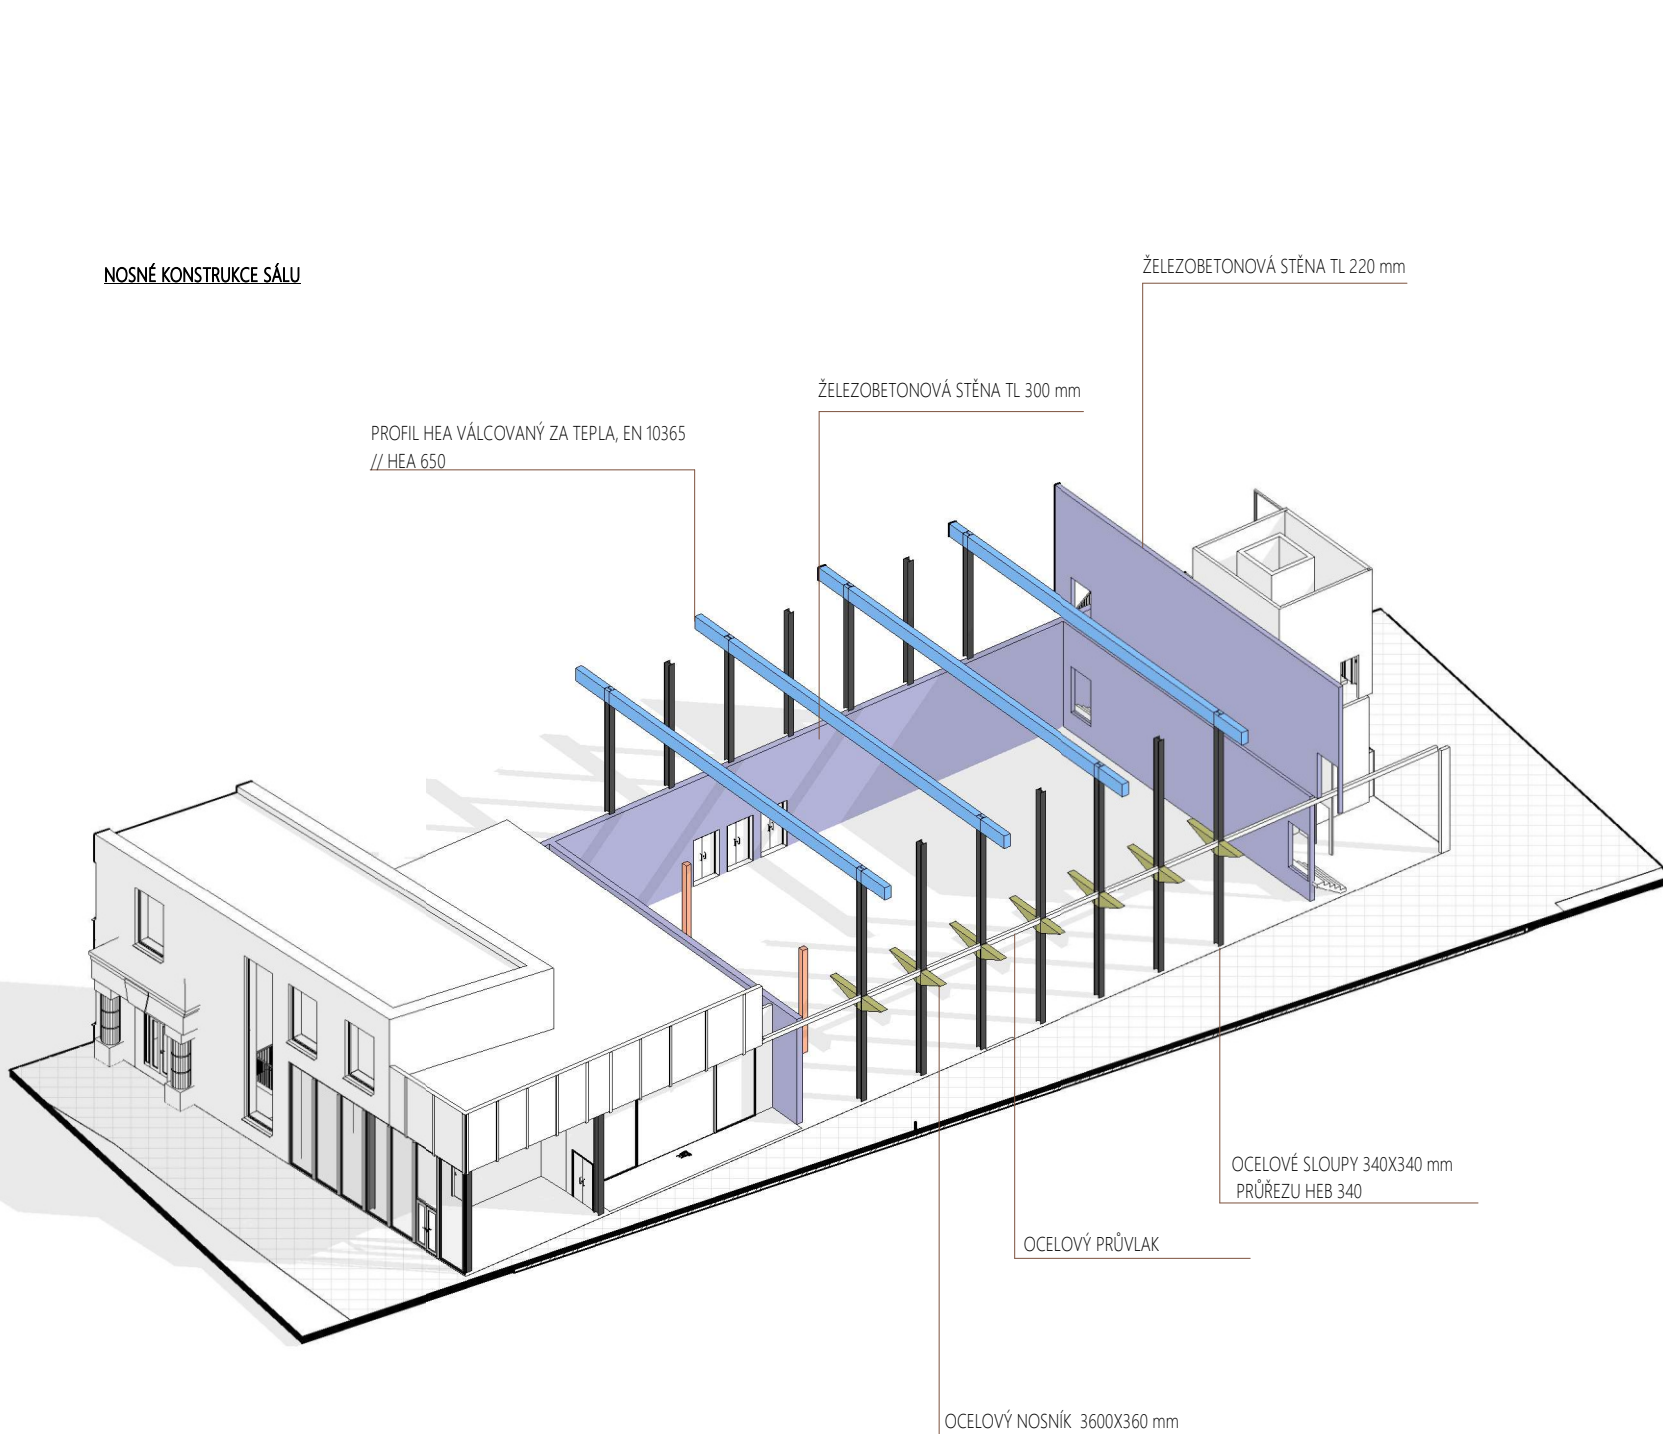 NOSNÉ KONSTRUKCE SÁLU
ŽELEZOBETONOVÁ STĚNA TL 220 mm
ŽELEZOBETONOVÁ STĚNA TL 300 mm
PROFIL HEA VÁLCOVANÝ ZA TEPLA, EN 10365
// HEA 650
OCELOVÉ SLOUPY 340X340 mm
PRŮŘEZU HEB 340
OCELOVÝ PRŮVLAK
OCELOVÝ NOSNÍK 3600X360 mm